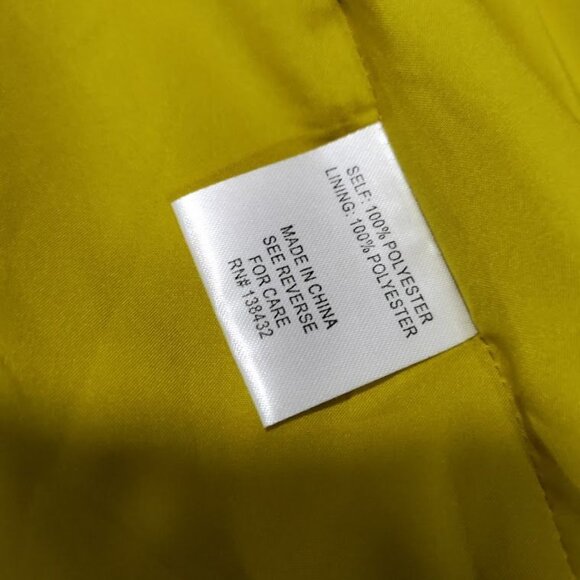 SELF: 100% POLYESTER
LINING: 100% POLYESTER
MADE IN CHINA
SEE REVERSE
FOR CARE
RN# 138432